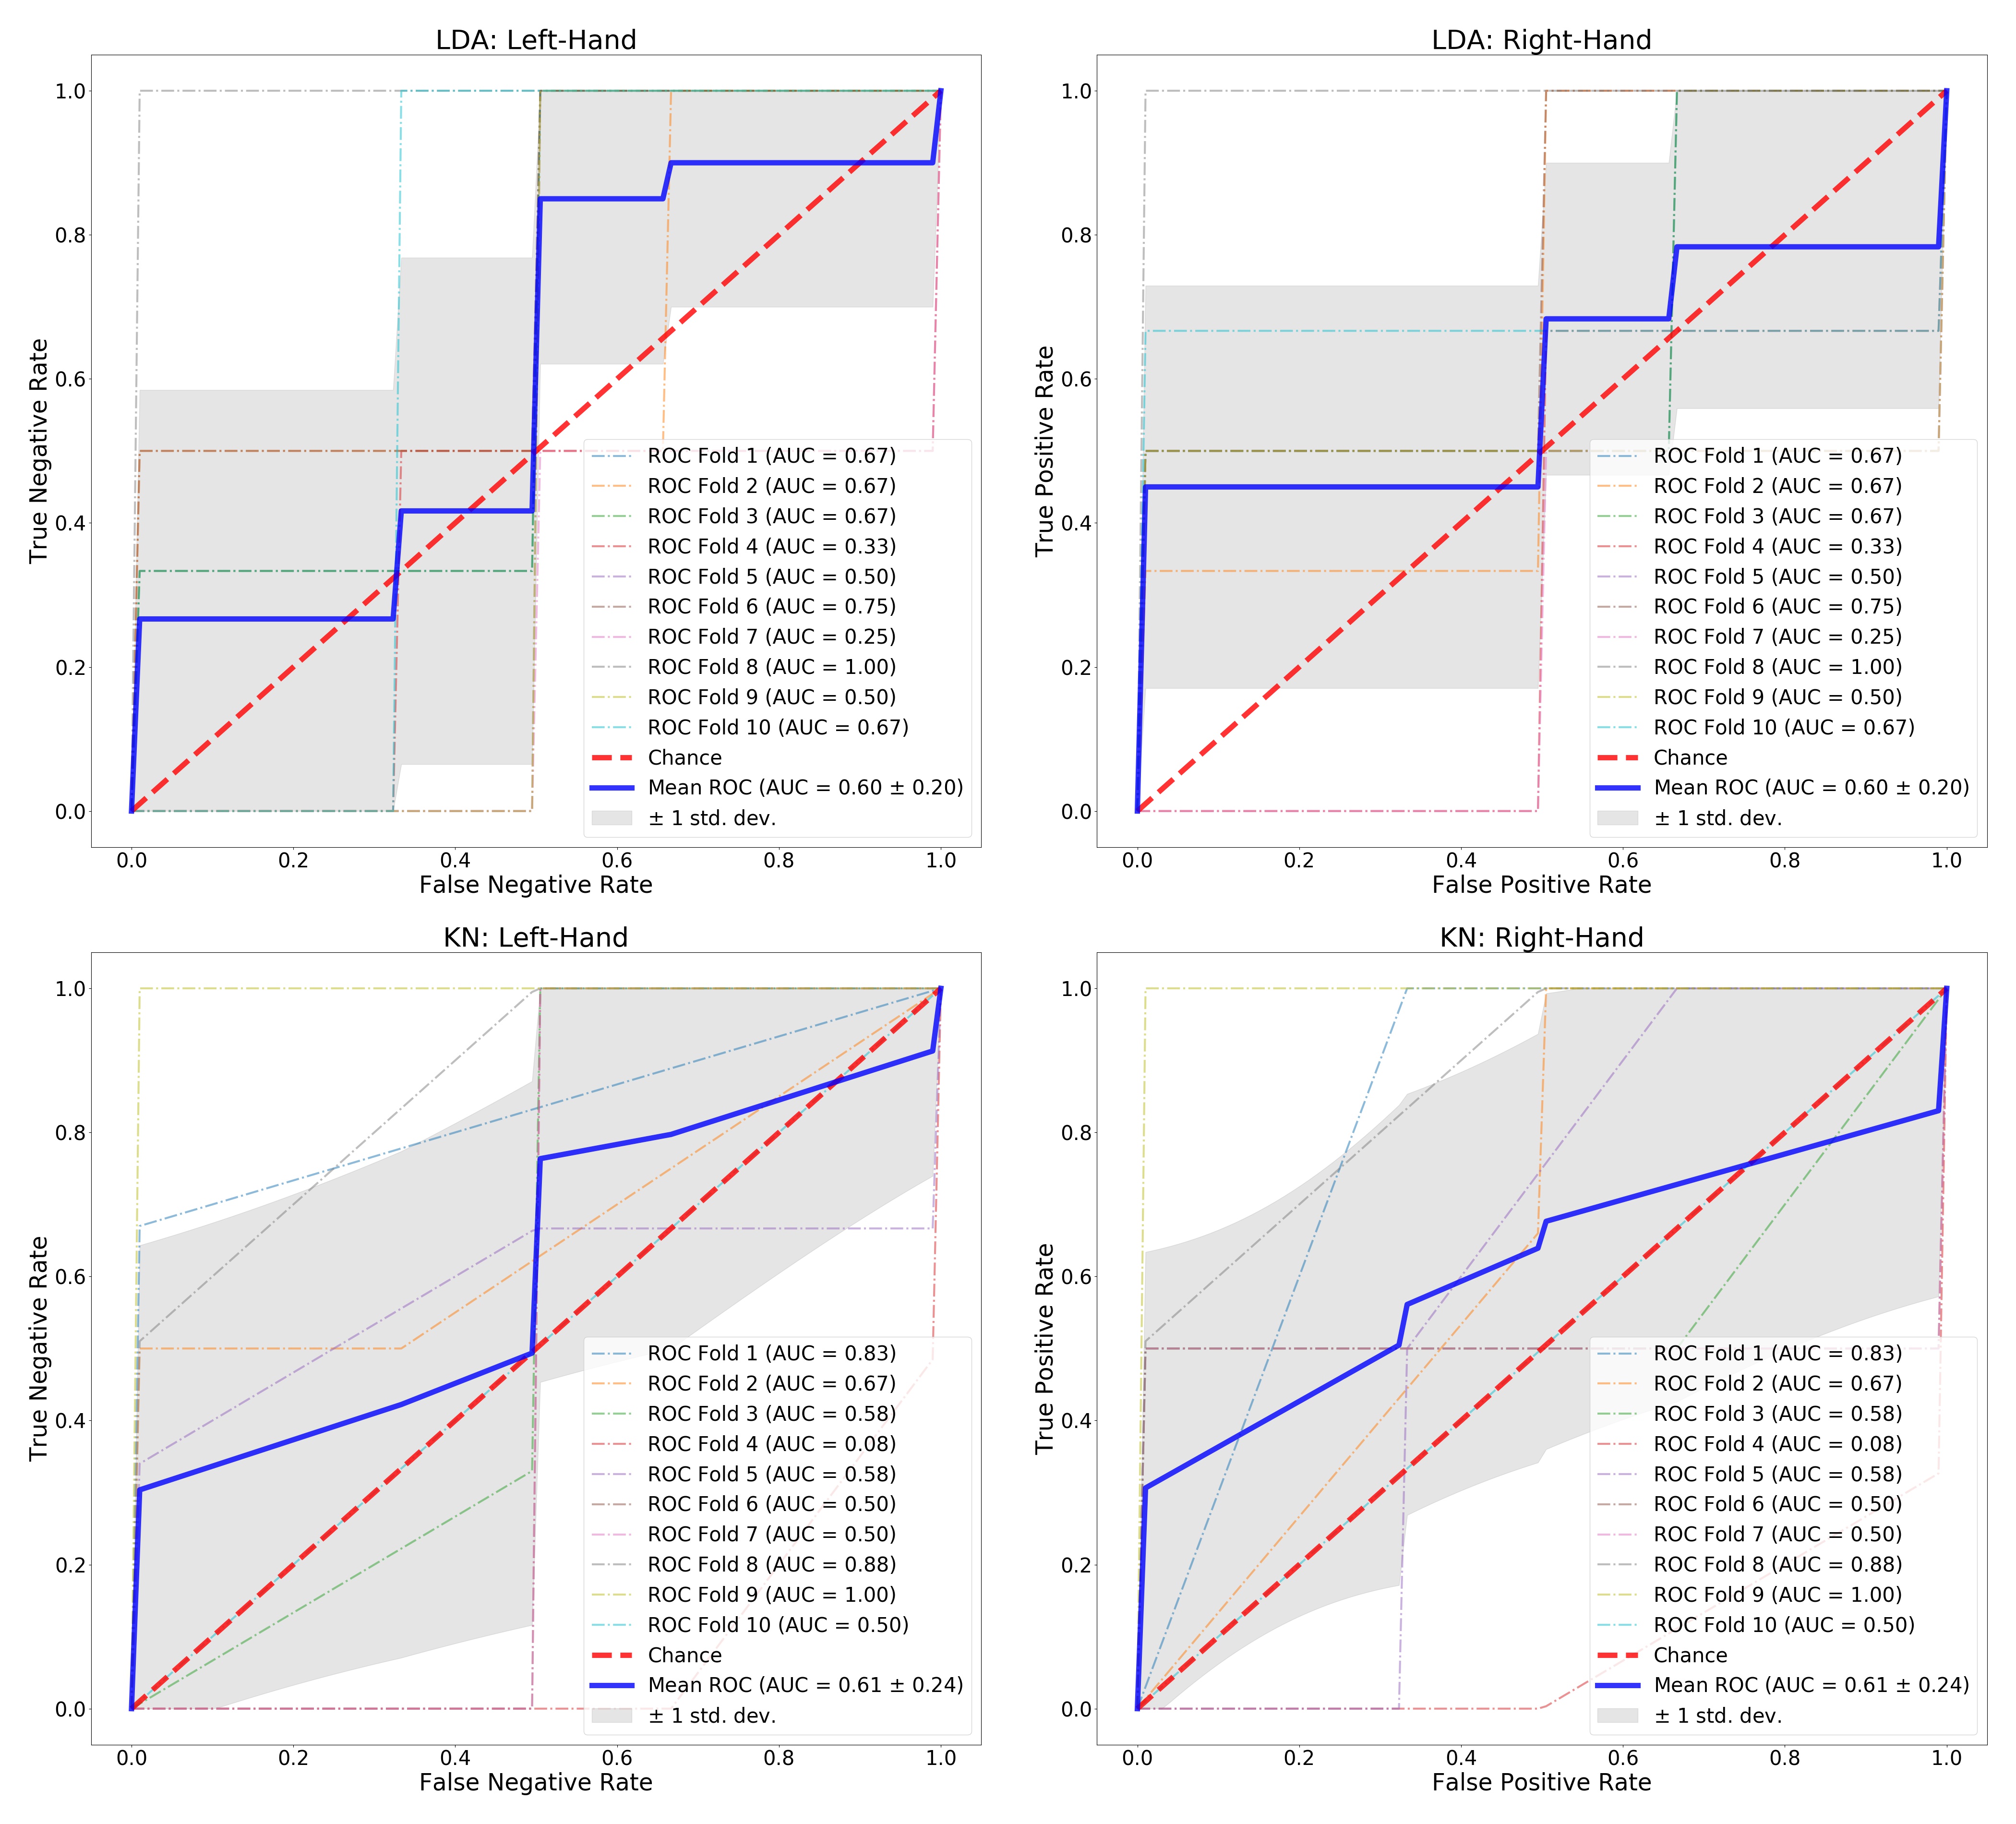 LDA: Left-Hand
1.0
0.8
0.6
0.4
0.2
0.0
True Negative Rate
0.0 0.2 0.4 0.6 0.8 1.0
False Negative Rate
ROC Fold 1 (AUC = 0.67)
ROC Fold 2 (AUC = 0.67)
ROC Fold 3 (AUC = 0.67)
ROC Fold 4 (AUC = 0.33)
ROC Fold 5 (AUC = 0.50)
ROC Fold 6 (AUC = 0.75)
ROC Fold 7 (AUC = 0.25)
ROC Fold 8 (AUC = 1.00)
ROC Fold 9 (AUC = 0.50)
ROC Fold 10 (AUC = 0.67)
Chance
Mean ROC (AUC = 0.60 ± 0.20)
± 1 std. dev.
LDA: Right-Hand
1.0
0.8
0.6
0.4
0.2
0.0
True Positive Rate
0.0 0.2 0.4 0.6 0.8 1.0
False Positive Rate
ROC Fold 1 (AUC = 0.67)
ROC Fold 2 (AUC = 0.67)
ROC Fold 3 (AUC = 0.67)
ROC Fold 4 (AUC = 0.33)
ROC Fold 5 (AUC = 0.50)
ROC Fold 6 (AUC = 0.75)
ROC Fold 7 (AUC = 0.25)
ROC Fold 8 (AUC = 1.00)
ROC Fold 9 (AUC = 0.50)
ROC Fold 10 (AUC = 0.67)
Chance
Mean ROC (AUC = 0.60 ± 0.20)
± 1 std. dev.
KN: Left-Hand
1.0
0.8
0.6
0.4
0.2
0.0
True Negative Rate
0.0 0.2 0.4 0.6 0.8 1.0
False Negative Rate
ROC Fold 1 (AUC = 0.83)
ROC Fold 2 (AUC = 0.67)
ROC Fold 3 (AUC = 0.58)
ROC Fold 4 (AUC = 0.08)
ROC Fold 5 (AUC = 0.58)
ROC Fold 6 (AUC = 0.50)
ROC Fold 7 (AUC = 0.50)
ROC Fold 8 (AUC = 0.88)
ROC Fold 9 (AUC = 1.00)
ROC Fold 10 (AUC = 0.50)
Chance
Mean ROC (AUC = 0.61 ± 0.24)
± 1 std. dev.
KN: Right-Hand
1.0
0.8
0.6
0.4
0.2
0.0
True Positive Rate
0.0 0.2 0.4 0.6 0.8 1.0
False Positive Rate
ROC Fold 1 (AUC = 0.83)
ROC Fold 2 (AUC = 0.67)
ROC Fold 3 (AUC = 0.58)
ROC Fold 4 (AUC = 0.08)
ROC Fold 5 (AUC = 0.58)
ROC Fold 6 (AUC = 0.50)
ROC Fold 7 (AUC = 0.50)
ROC Fold 8 (AUC = 0.88)
ROC Fold 9 (AUC = 1.00)
ROC Fold 10 (AUC = 0.50)
Chance
Mean ROC (AUC = 0.61 ± 0.24)
± 1 std. dev.